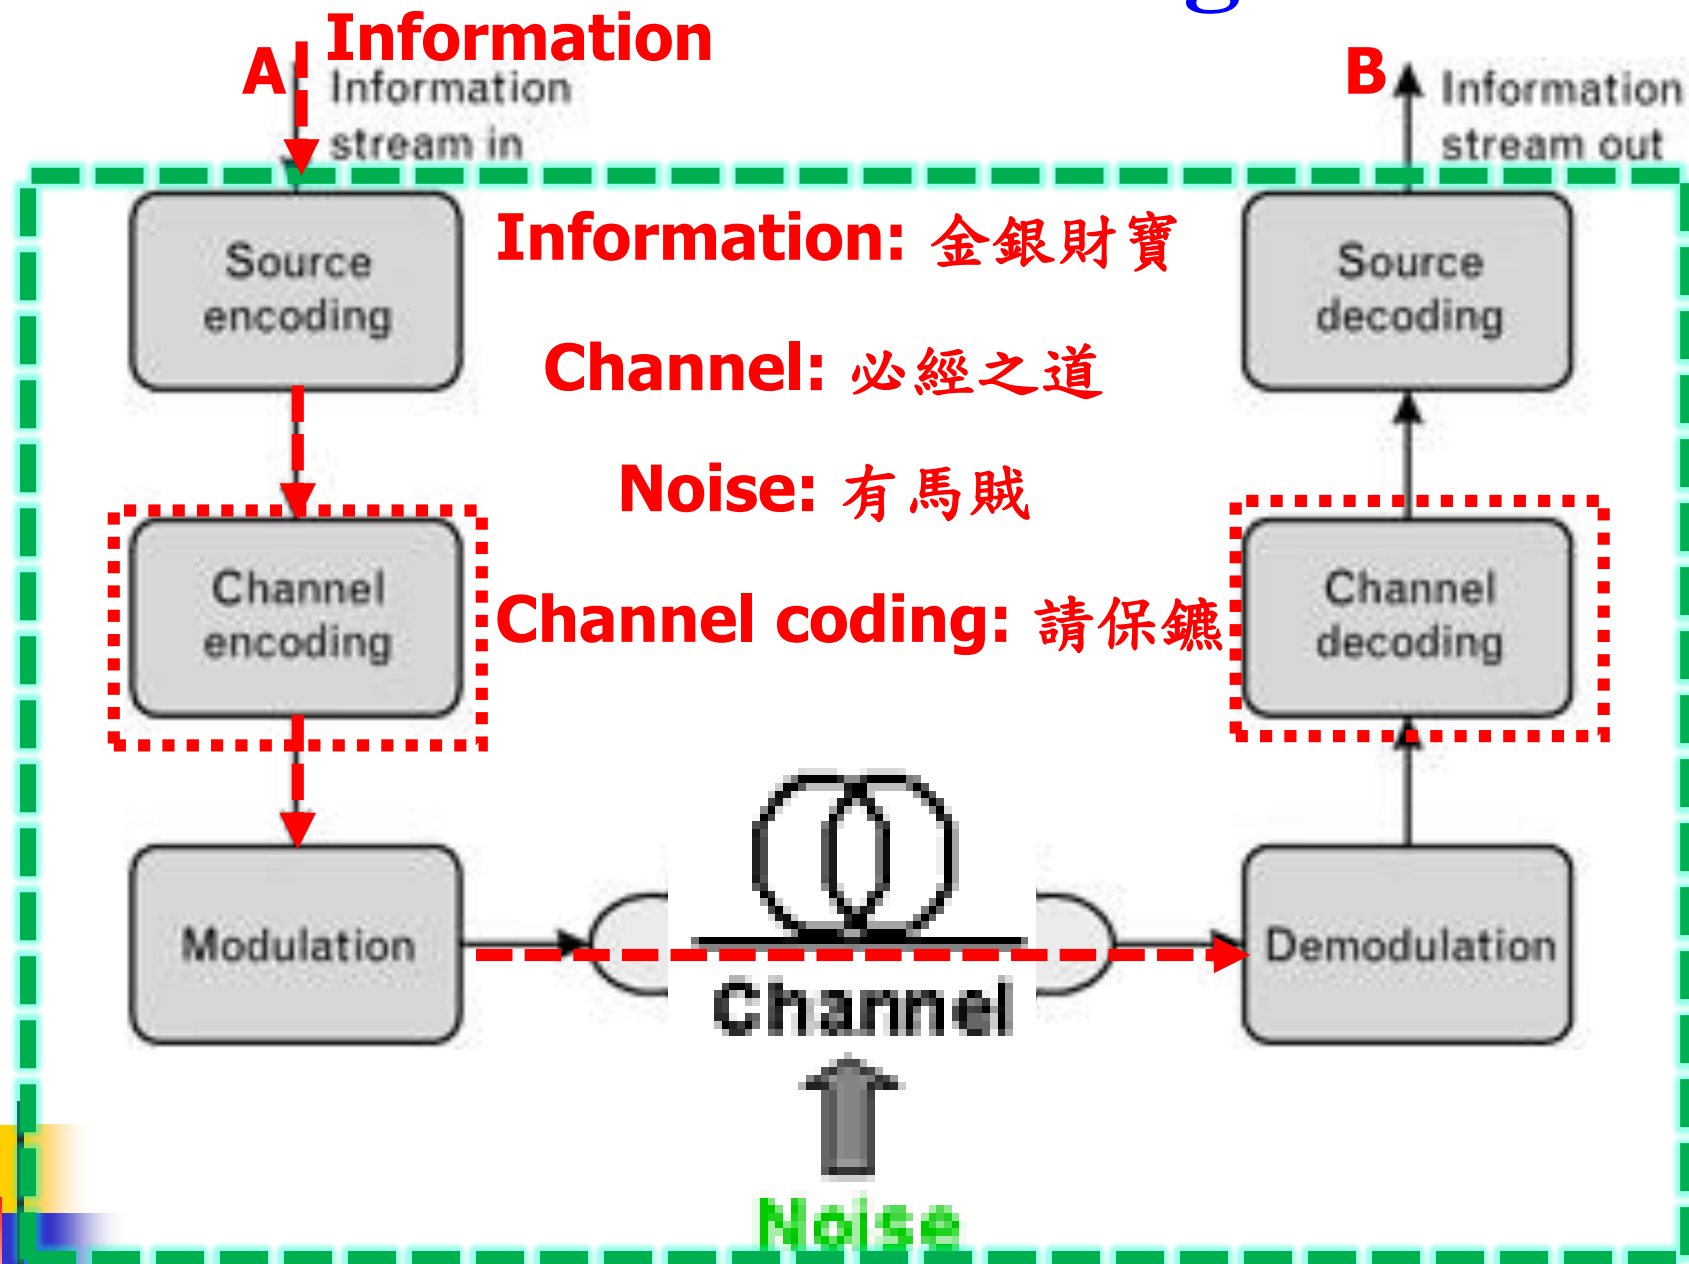 Information
A
Information
stream in
B
Information
stream out
Source
encoding
Information: 金銀財寶
Source
decoding
Channel: 必經之道
Noise: 有馬賊
Channel
encoding
Channel coding: 請保鑣
Channel
decoding
Modulation
Channel
Demodulation
Noise